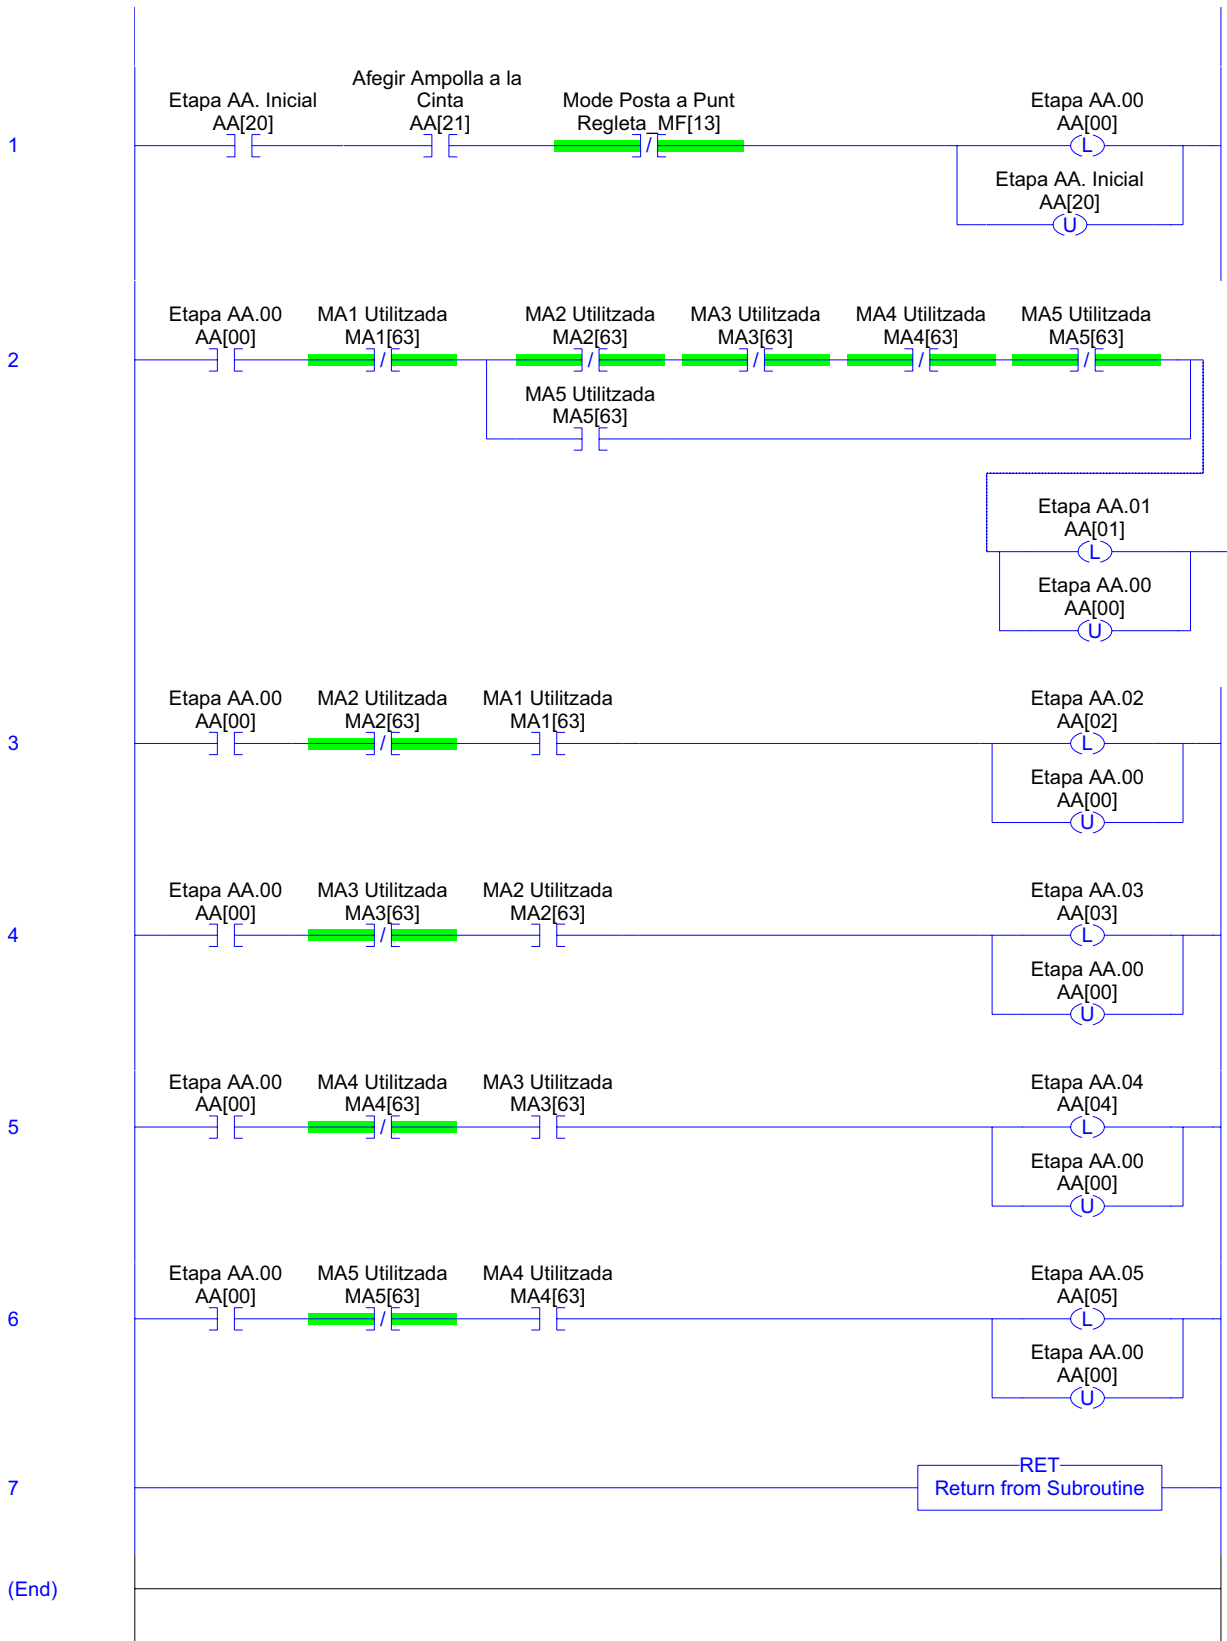 Etapa AA. Inicial
AA[20]
Afegir Ampolla a la
Cinta
AA[21]
Mode Posta a Punt
Regleta_MF[13]
/
Etapa AA.00
AA[00]
L
1
Etapa AA. Inicial
AA[20]
U
Etapa AA.00
AA[00]
MA1 Utilitzada
MA1[63]
/
MA2 Utilitzada
MA2[63]
/
MA3 Utilitzada
MA3[63]
/
MA4 Utilitzada
MA4[63]
/
MA5 Utilitzada
MA5[63]
/
2
MA5 Utilitzada
MA5[63]
Etapa AA.01
AA[01]
L
Etapa AA.00
AA[00]
U
Etapa AA.00
AA[00]
MA2 Utilitzada
MA2[63]
/
MA1 Utilitzada
MA1[63]
Etapa AA.02
AA[02]
L
3
Etapa AA.00
AA[00]
U
Etapa AA.00
AA[00]
MA3 Utilitzada
MA3[63]
/
MA2 Utilitzada
MA2[63]
Etapa AA.03
AA[03]
L
4
Etapa AA.00
AA[00]
U
Etapa AA.00
AA[00]
MA4 Utilitzada
MA4[63]
/
MA3 Utilitzada
MA3[63]
Etapa AA.04
AA[04]
L
5
Etapa AA.00
AA[00]
U
Etapa AA.00
AA[00]
MA5 Utilitzada
MA5[63]
/
MA4 Utilitzada
MA4[63]
Etapa AA.05
AA[05]
L
6
Etapa AA.00
AA[00]
U
RET
7
Return from Subroutine
(End)